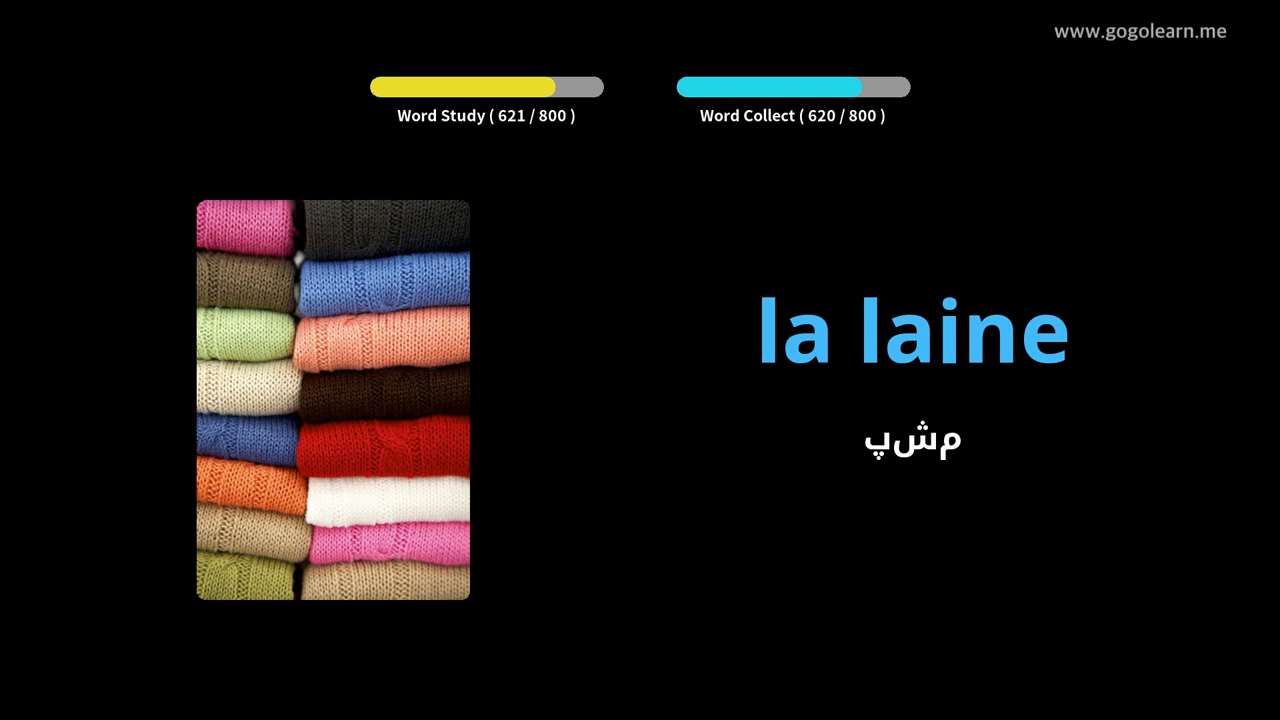 www.gogolearn.me
Word Study ( 621 / 800 )
Word Collect ( 620 / 800 )
la laine
مشپ